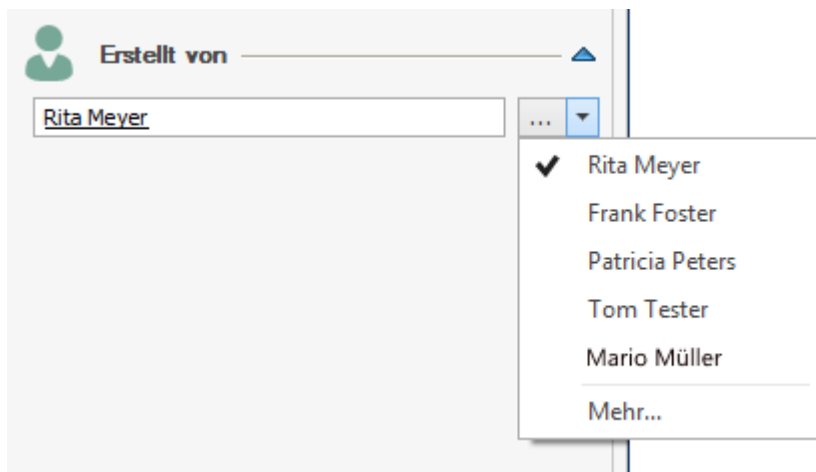 Erstellt von
Rita Meyer
...
Rita Meyer
Frank Foster
Patricia Peters
Tom Tester
Mario Müller
Mehr...